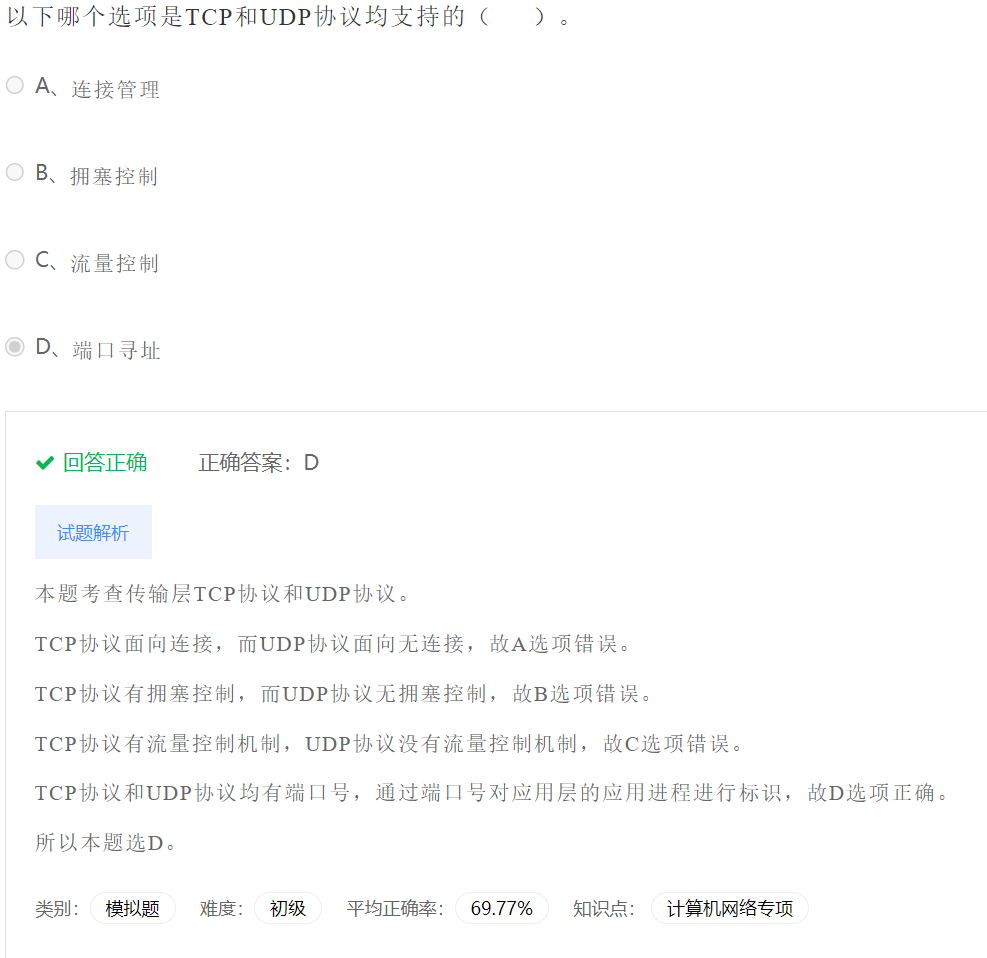 以下哪个选项是TCP和UDP协议均支持的（　　）。
A、连接管理
B、拥塞控制
C、流量控制
D、端口寻址
回答正确 正确答案：D
试题解析
本题考查传输层TCP协议和UDP协议。
TCP协议面向连接，而UDP协议面向无连接，故A选项错误。
TCP协议有拥塞控制，而UDP协议无拥塞控制，故B选项错误。
TCP协议有流量控制机制，UDP协议没有流量控制机制，故C选项错误。
TCP协议和UDP协议均有端口号，通过端口号对应用层的应用进程进行标识，故D选项正确。
所以本题选D。
类别： 模拟题 难度： 初级 平均正确率： 69.77% 知识点： 计算机网络专项